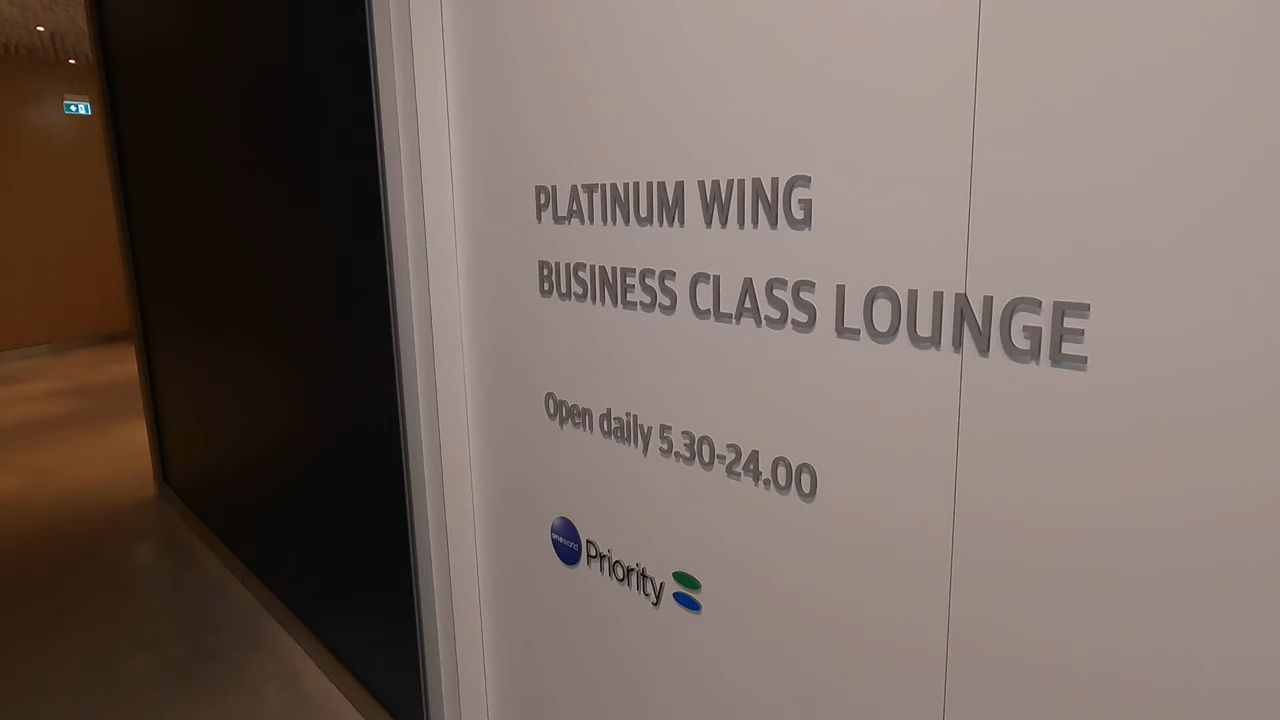 PLATINUM WING
BUSINESS CLASS LOUNGE
Open daily 5.30-24.00
oneworld Priority